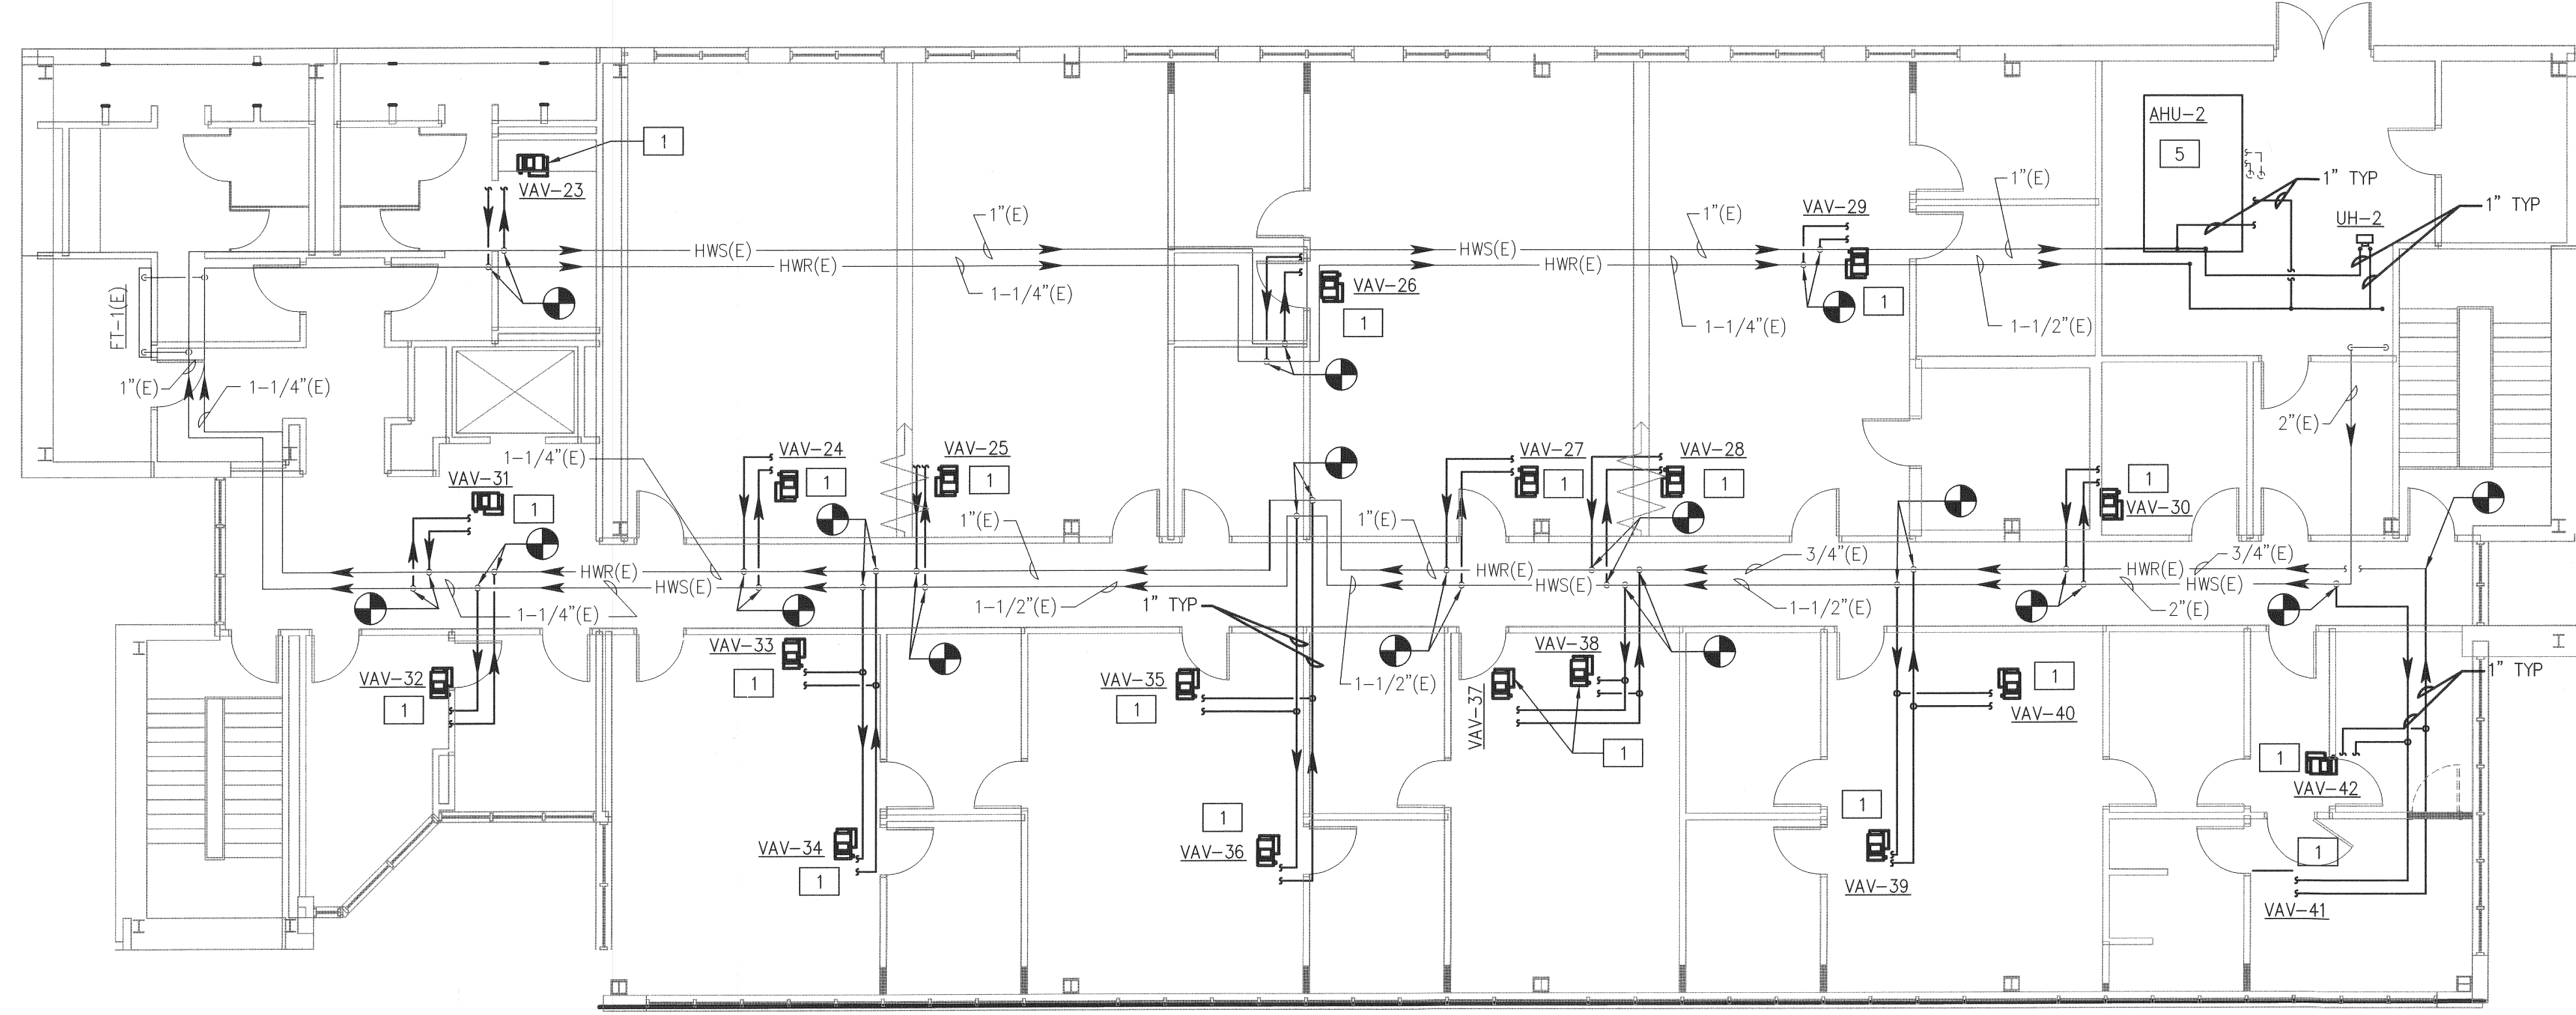 AHU-2
5
1" TYP
1" TYP
UH-2
1
VAV-23
1"(E)
VAV-29
1"(E)
1"(E)
HWS(E)
HWS(E)
HWR(E)
HWR(E)
1-1/4"(E)
VAV-26
1
1
1-1/4"(E)
1-1/2"(E)
FT-1(E)
1"(E)
1-1/4"(E)
2"(E)
1-1/4"(E)
VAV-24
1
VAV-25
1
VAV-27
1
VAV-28
1
1
VAV-30
VAV-31
1
1"(E)
1"(E)
3/4"(E)
3/4"(E)
HWR(E)
HWS(E)
HWR(E)
HWS(E)
HWR(E)
HWS(E)
1-1/4"(E)
1-1/2"(E)
1" TYP
1-1/2"(E)
2"(E)
VAV-33
1
VAV-38
VAV-32
1
VAV-35
1
1-1/2"(E)
VAV-37
1
1
VAV-40
1" TYP
1
VAV-42
1
1
VAV-34
1
VAV-36
VAV-39
1
VAV-41